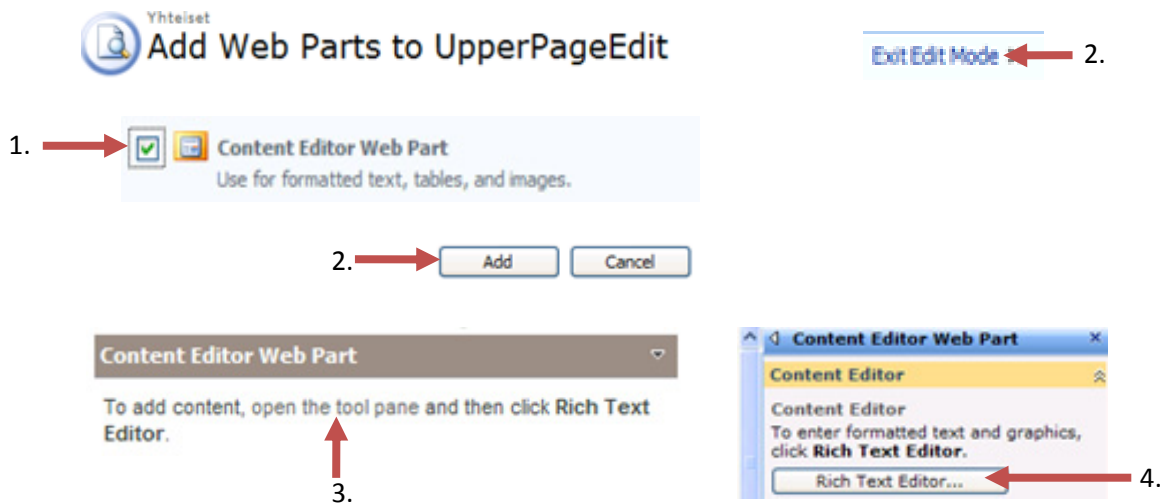 Yhteiset
Add Web Parts to UpperPageEdit
Exit Edit Mode
2.
1.
Content Editor Web Part
Use for formatted text, tables, and images.
2.
Add
Cancel
Content Editor Web Part
To add content, open the tool pane and then click Rich Text
Editor.
3.
Content Editor Web Part
Content Editor
Content Editor
To enter formatted text and graphics,
click Rich Text Editor.
Rich Text Editor...
4.